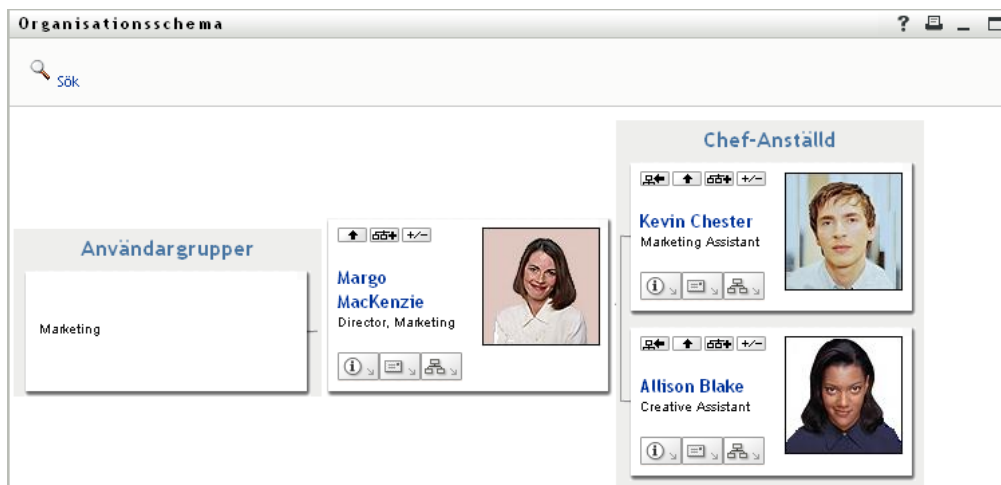 Organisationsschema
Sök
Användargrupper
Marketing
+/-
Margo
MacKenzie
Director, Marketing
Chef-Anställd
+/-
Kevin Chester
Marketing Assistant
+/-
Allison Blake
Creative Assistant